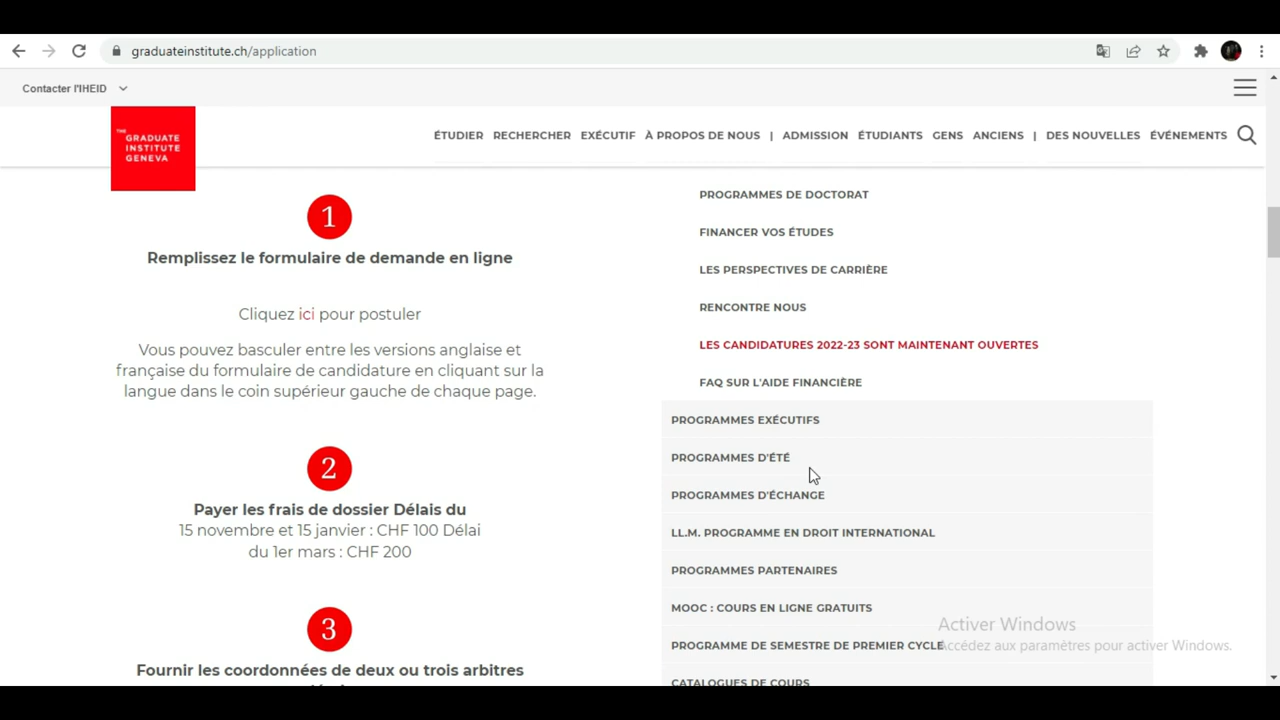 graduateinstitute.ch/application
Contacter l'IHEID
THE
GRADUATE
INSTITUTE
GENEVA
ÉTUDIER RECHERCHER EXÉCUTIF À PROPOS DE NOUS | ADMISSION ÉTUDIANTS GENS ANCIENS | DES NOUVELLES ÉVÉNEMENTS
1
Remplissez le formulaire de demande en ligne
Cliquez ici pour postuler
Vous pouvez basculer entre les versions anglaise et
française du formulaire de candidature en cliquant sur la
langue dans le coin supérieur gauche de chaque page.
2
Payer les frais de dossier Délais du
15 novembre et 15 janvier : CHF 100 Délai
du 1er mars : CHF 200
3
Fournir les coordonnées de deux ou trois arbitres
PROGRAMMES DE DOCTORAT
FINANCER VOS ÉTUDES
LES PERSPECTIVES DE CARRIÈRE
RENCONTRE NOUS
LES CANDIDATURES 2022-23 SONT MAINTENANT OUVERTES
FAQ SUR L'AIDE FINANCIÈRE
PROGRAMMES EXÉCUTIFS
PROGRAMMES D'ÉTÉ
PROGRAMMES D'ÉCHANGE
LL.M. PROGRAMME EN DROIT INTERNATIONAL
PROGRAMMES PARTENAIRES
MOOC : COURS EN LIGNE GRATUITS
PROGRAMME DE SEMESTRE DE PREMIER CYCLE
CATALOGUES DE COURS
Activer Windows
Accédez aux paramètres pour activer Windows.